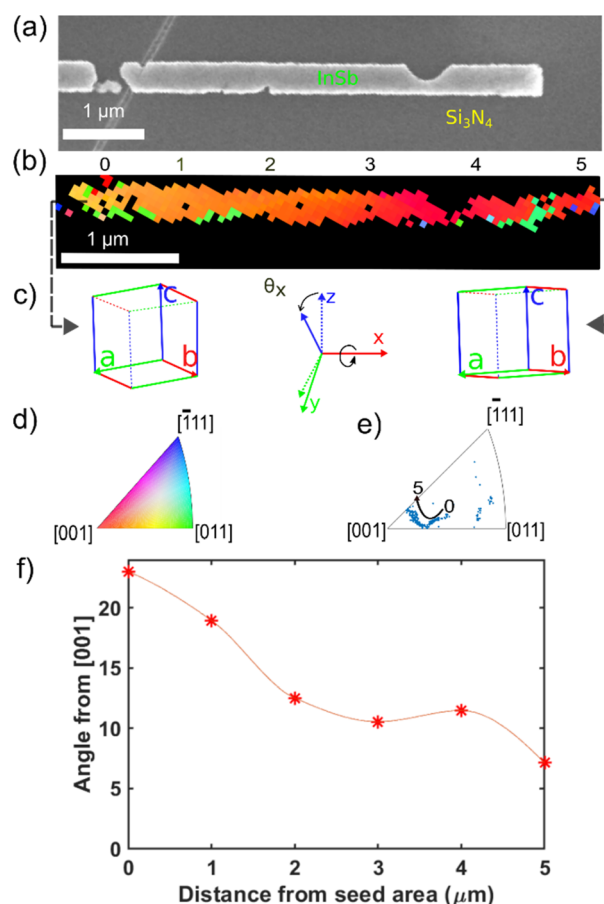 (a)
InSb
Si3N4
1 μm
(b)
0 1 2 3 4 5
1 μm
c)
θx z
c c
x
a b a b
y
d) e)
[1̄11] [1̄11]
5 0
[001] [011] [001] [011]
f)
Angle from [001]
20
15
10
5
0
0 1 2 3 4 5
Distance from seed area (μm)